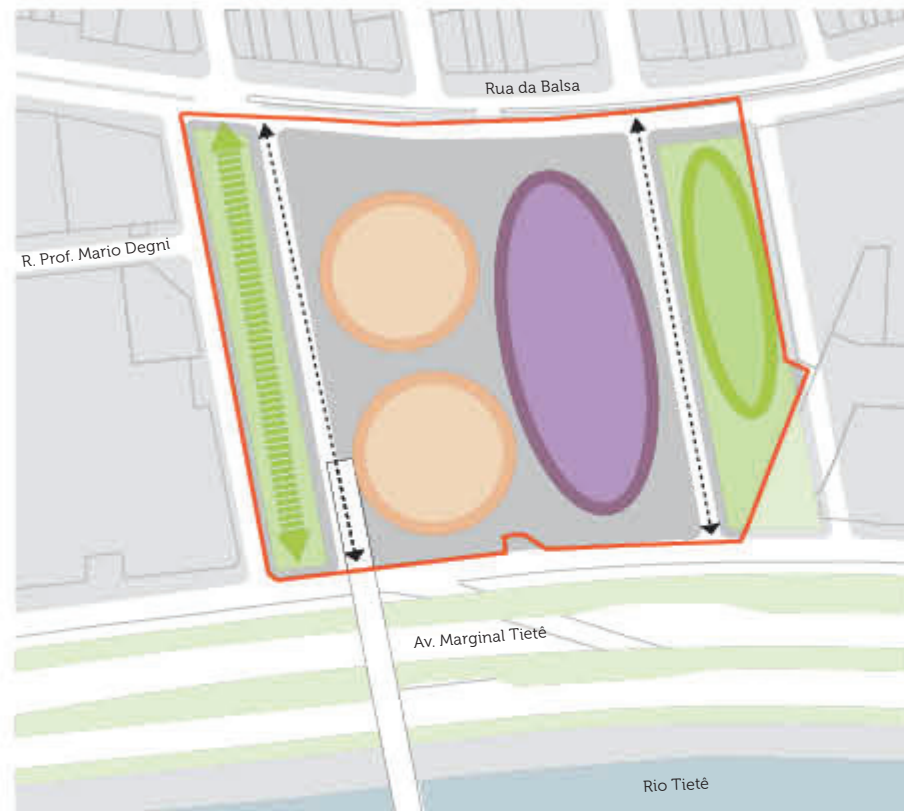 Rua da Balsa
R. Prof. Mario Degni
Av. Marginal Tietê
Rio Tietê